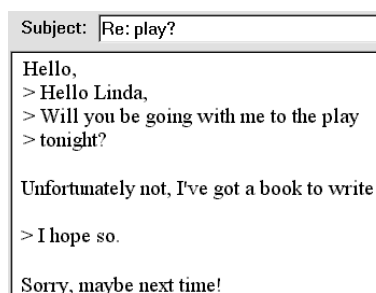 Subject: Re: play?
Hello,
> Hello Linda,
> Will you be going with me to the play
> tonight?
Unfortunately not, I've got a book to write
> I hope so.
Sorry, maybe next time!